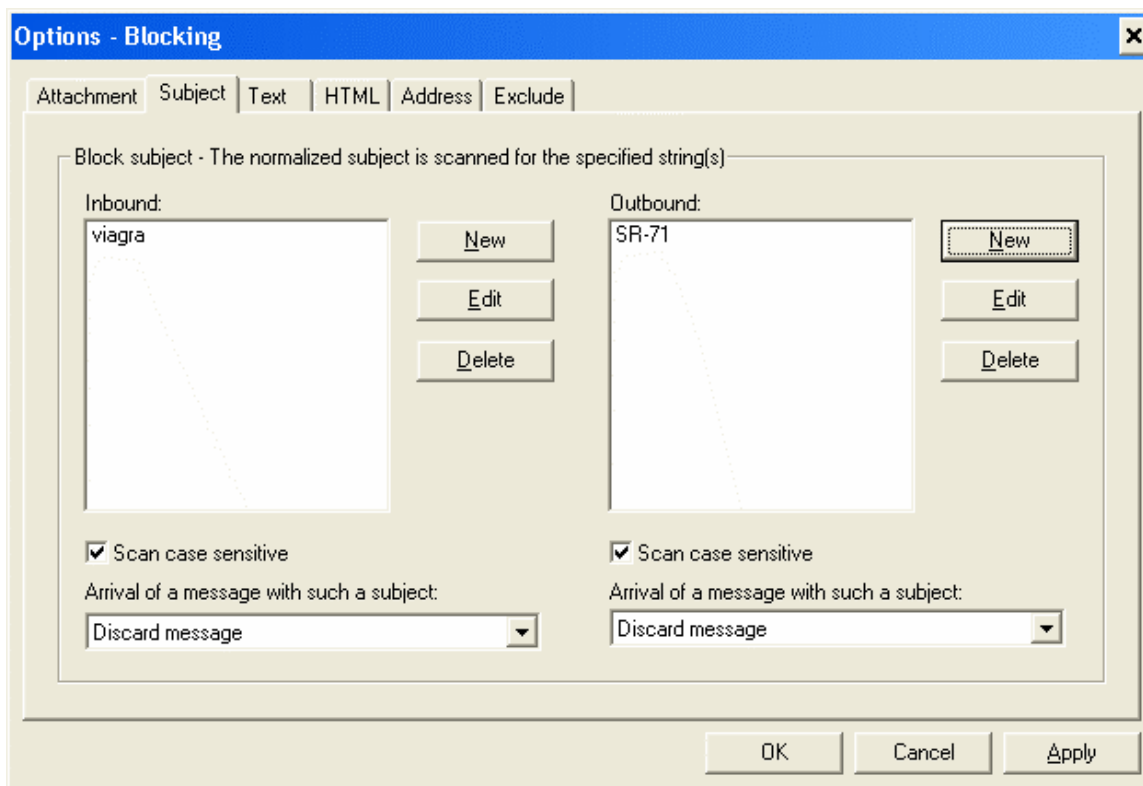 Options - Blocking
Attachment Subject Text HTML Address Exclude
Block subject - The normalized subject is scanned for the specified string(s)
Inbound:
viagra
New
Edit
Delete
Scan case sensitive
Arrival of a message with such a subject:
Discard message
Outbound:
SR-71
New
Edit
Delete
Scan case sensitive
Arrival of a message with such a subject:
Discard message
OK Cancel Apply